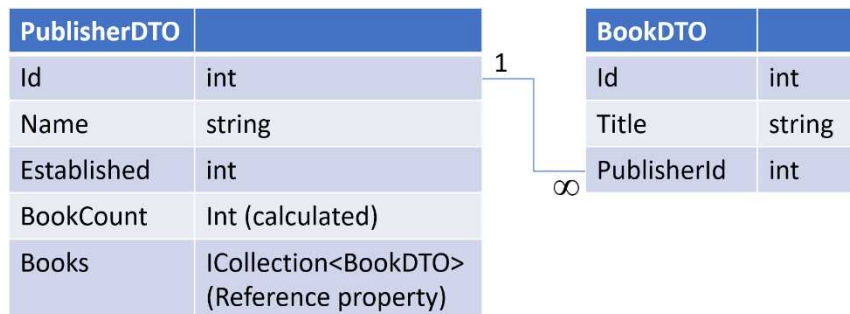 PublisherDTO
Id int
Name string
Established int
BookCount Int (calculated)
Books ICollection<BookDTO>
(Reference property)
1
∞
BookDTO
Id int
Title string
PublisherId int